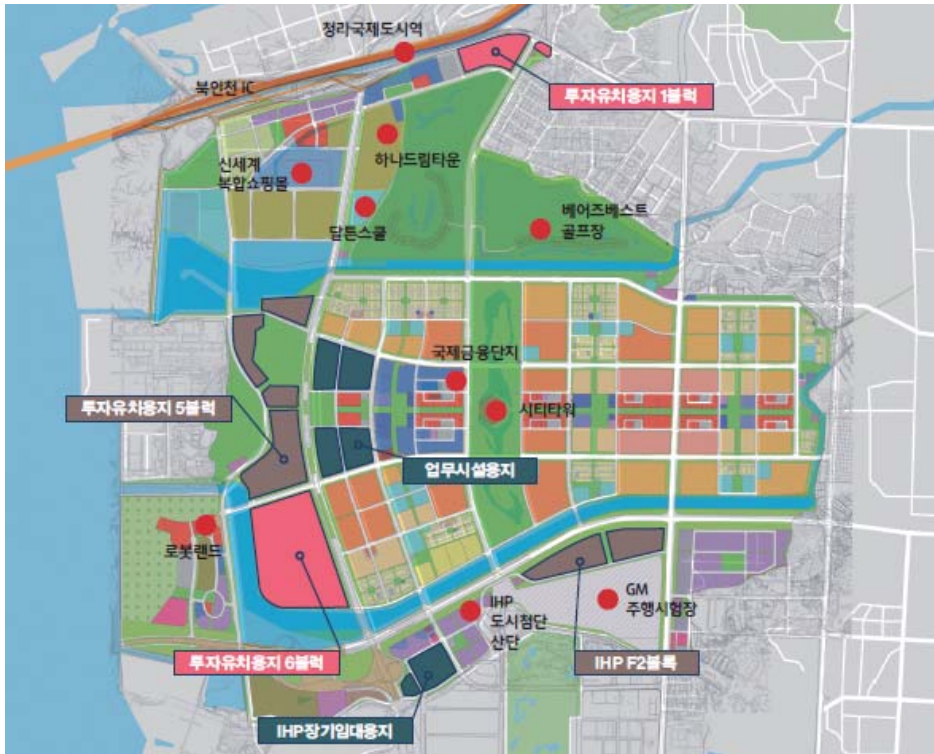 청라국제도시역
북인천 IC
투자유치용지 1블럭
하나드림타운
신세계
복합쇼핑몰
달튼스쿨
베어즈베스트
골프장
국제금융단지
투자유치용지 5블럭
시티타워
업무시설용지
로봇랜드
IHP
도시첨단
산단
GM
주행시험장
투자유치용지 6블럭
IHP F2블록
IHP장기임대용지